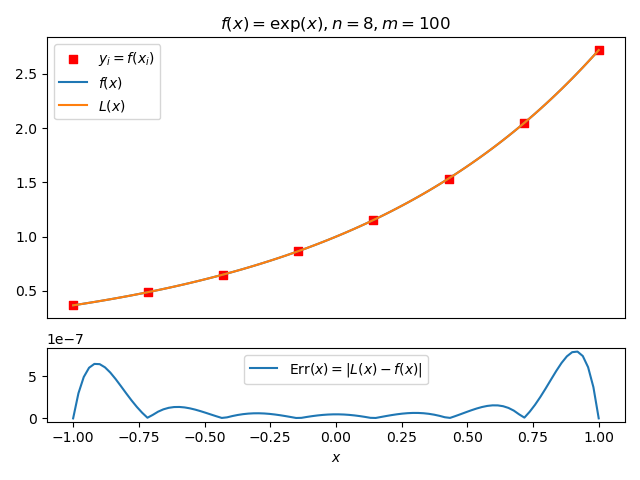 f(x) = exp(x), n = 8, m = 100
y_i = f(x_i)
f(x)
L(x)
2.5
2.0
1.5
1.0
0.5
1e−7
Err(x) = |L(x) − f(x)|
5
0
−1.00 −0.75 −0.50 −0.25 0.00 0.25 0.50 0.75 1.00
x